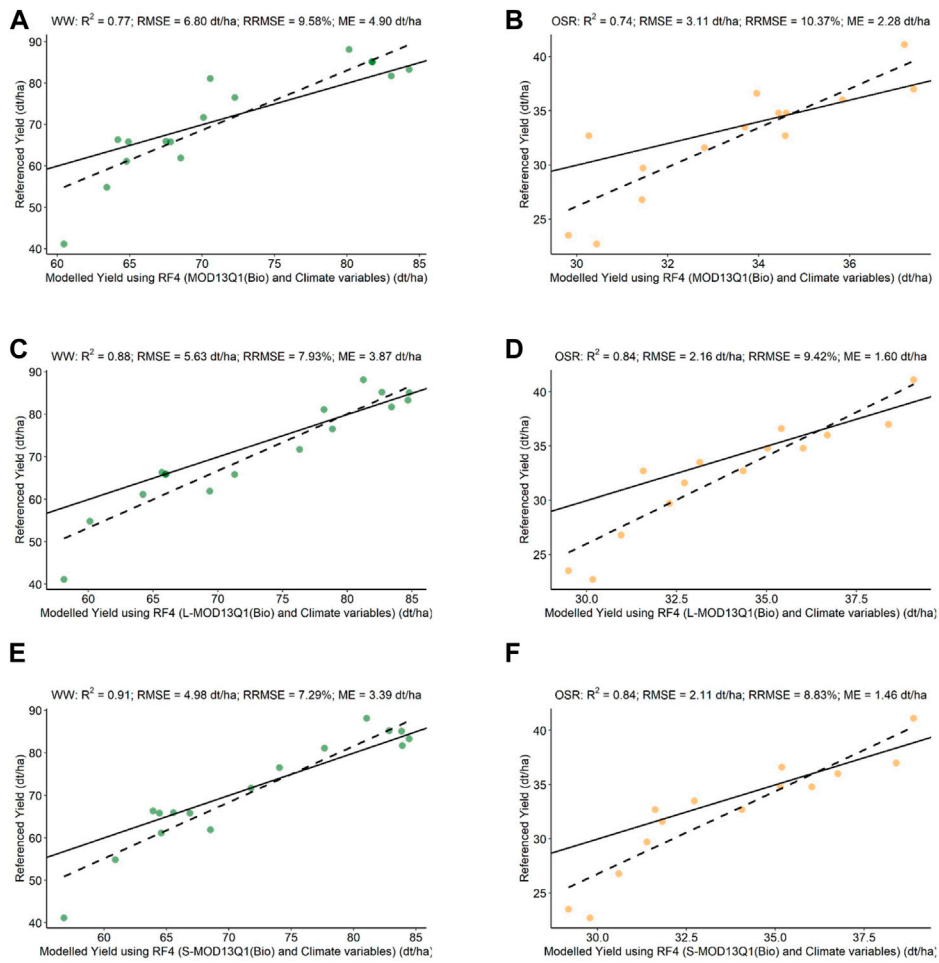 A
WW: R² = 0.77; RMSE = 6.80 dt/ha; RRMSE = 9.58%; ME = 4.90 dt/ha
Referenced Yield (dt/ha)
90
80
70
60
50
40
60 65 70 75 80 85
Modelled Yield using RF4 (MOD13Q1(Bio) and Climate variables) (dt/ha)
B
OSR: R² = 0.74; RMSE = 3.11 dt/ha; RRMSE = 10.37%; ME = 2.28 dt/ha
Referenced Yield (dt/ha)
40
35
30
25
30 32 34 36
Modelled Yield using RF4 (MOD13Q1(Bio) and Climate variables) (dt/ha)
C
WW: R² = 0.88; RMSE = 5.63 dt/ha; RRMSE = 7.93%; ME = 3.87 dt/ha
Referenced Yield (dt/ha)
90
80
70
60
50
40
60 65 70 75 80 85
Modelled Yield using RF4 (L-MOD13Q1(Bio) and Climate variables) (dt/ha)
D
OSR: R² = 0.84; RMSE = 2.16 dt/ha; RRMSE = 9.42%; ME = 1.60 dt/ha
Referenced Yield (dt/ha)
40
35
30
25
30.0 32.5 35.0 37.5
Modelled Yield using RF4 (L-MOD13Q1(Bio) and Climate variables) (dt/ha)
E
WW: R² = 0.91; RMSE = 4.98 dt/ha; RRMSE = 7.29%; ME = 3.39 dt/ha
Referenced Yield (dt/ha)
90
80
70
60
50
40
60 65 70 75 80 85
Modelled Yield using RF4 (S-MOD13Q1(Bio) and Climate variables) (dt/ha)
F
OSR: R² = 0.84; RMSE = 2.11 dt/ha; RRMSE = 8.83%; ME = 1.46 dt/ha
Referenced Yield (dt/ha)
40
35
30
25
30.0 32.5 35.0 37.5
Modelled Yield using RF4 (S-MOD13Q1(Bio) and Climate variables) (dt/ha)